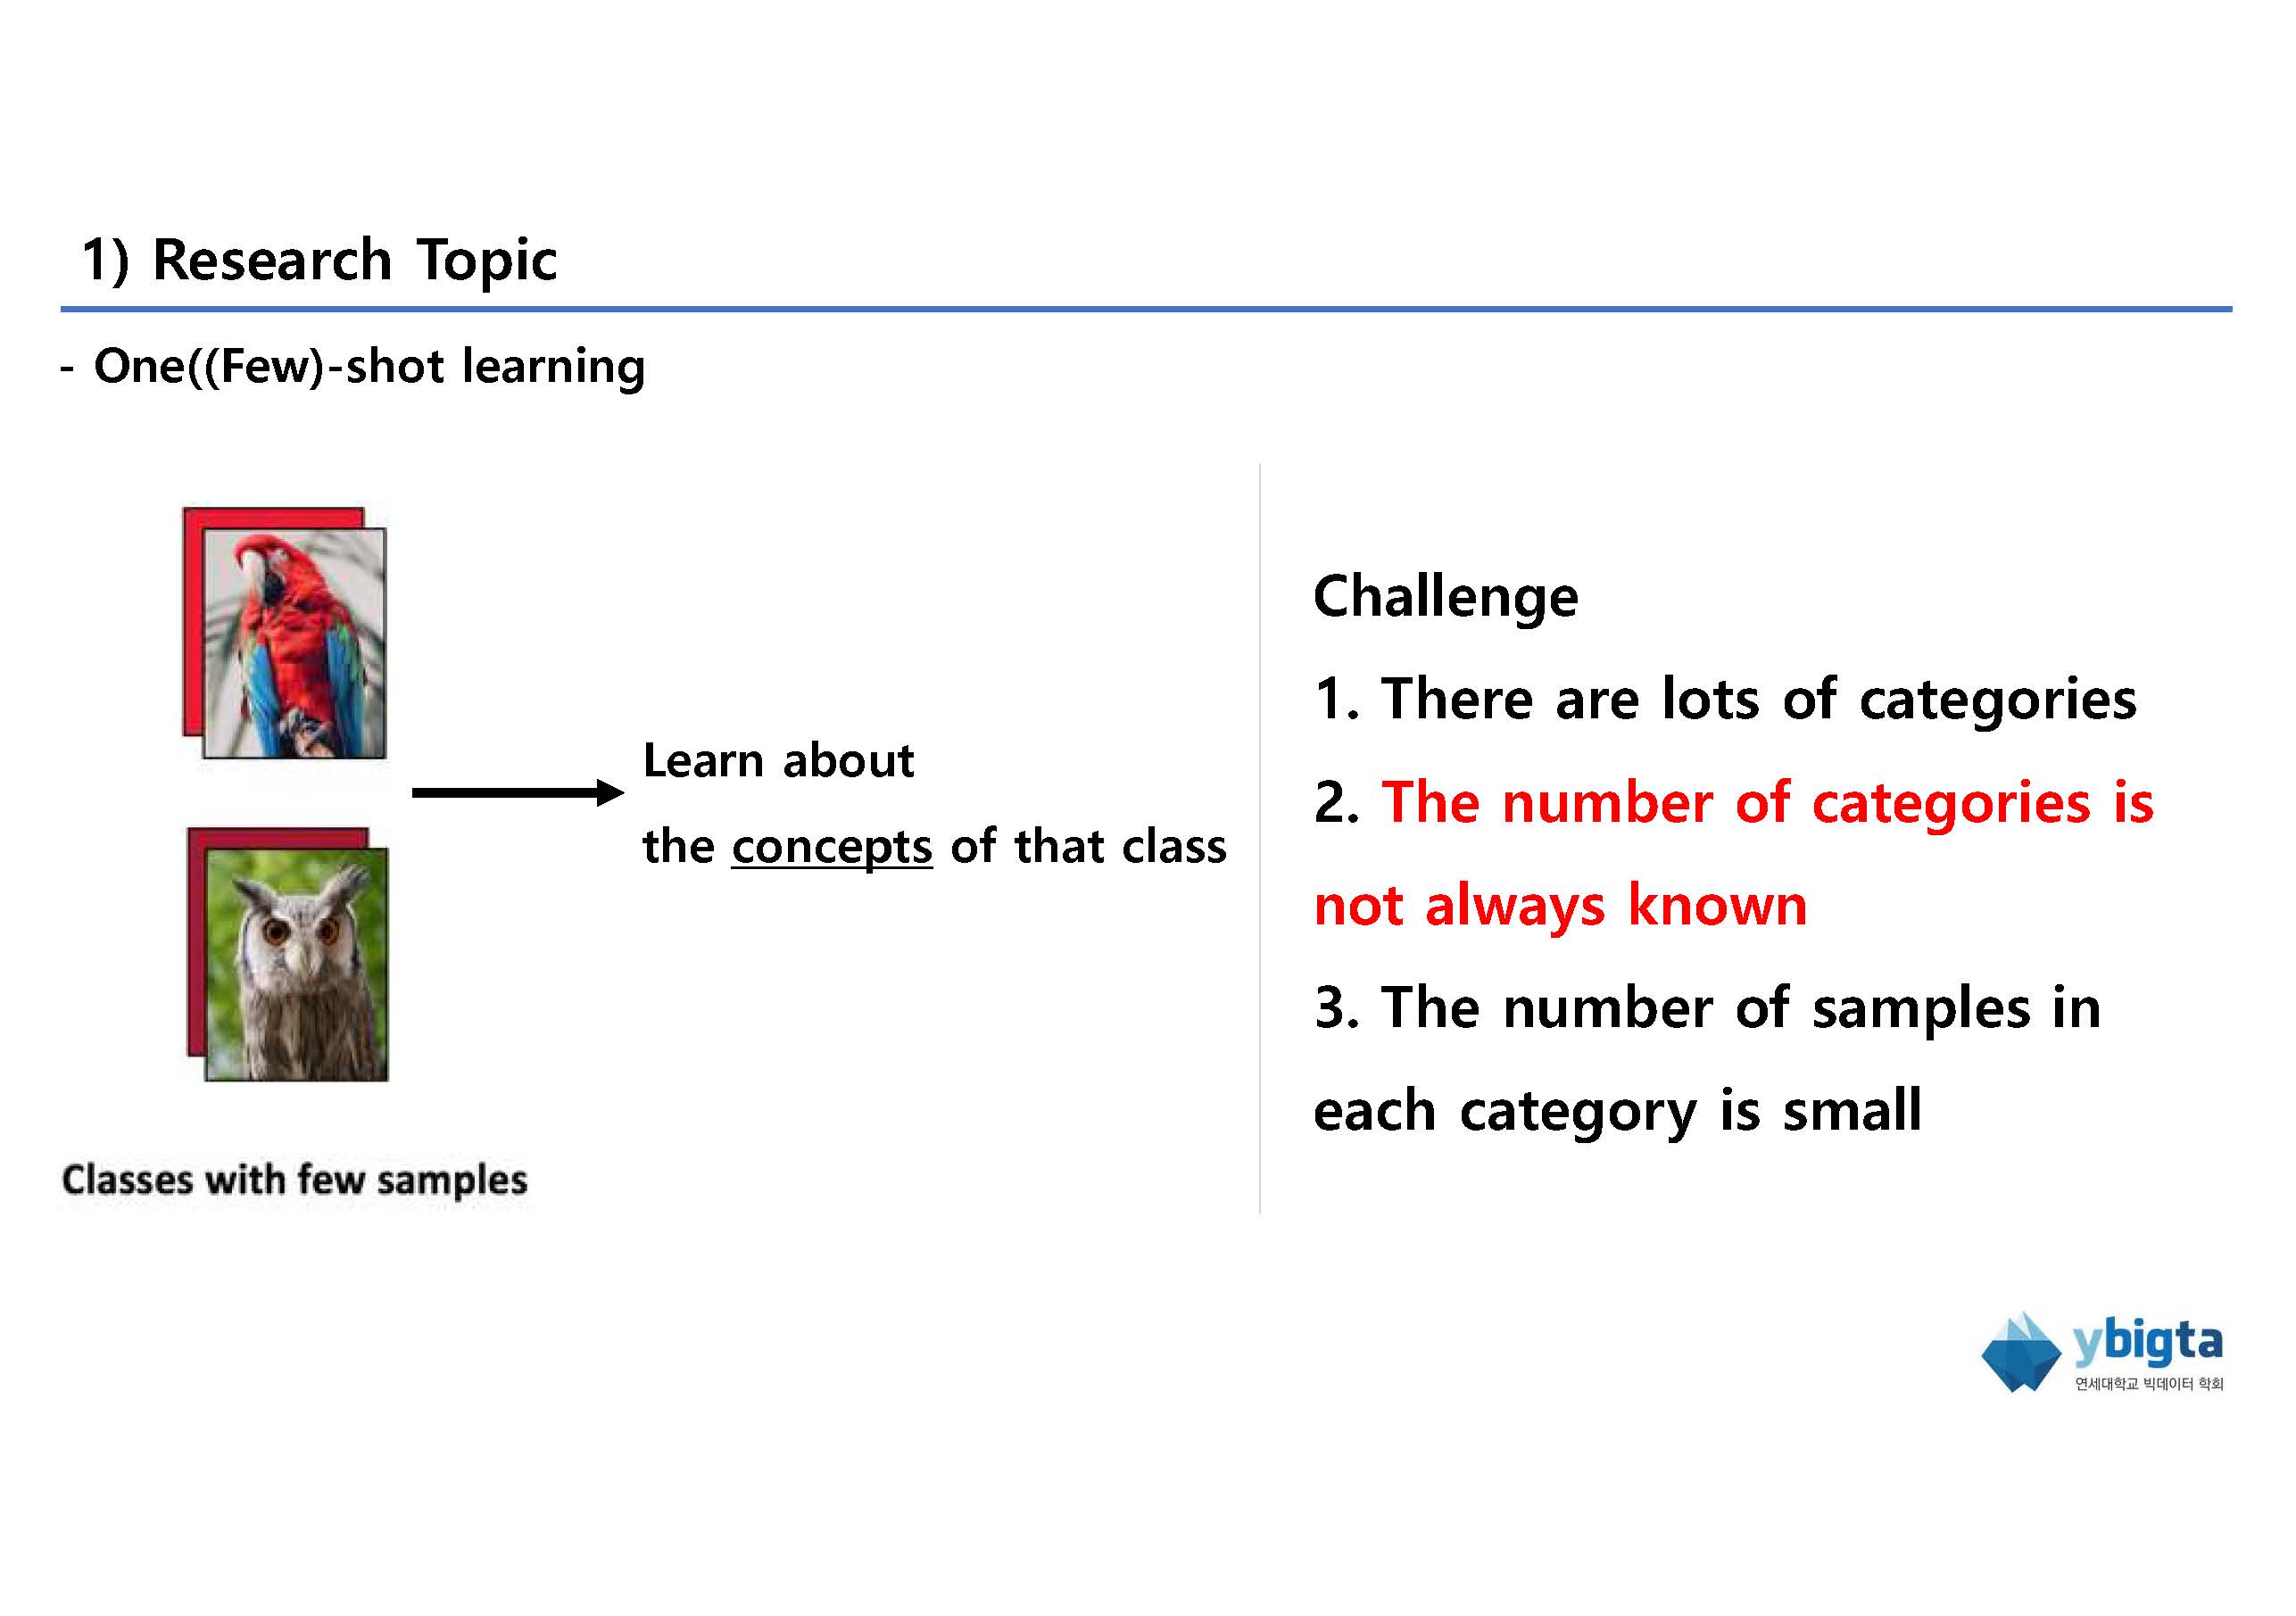 1) Research Topic
- One((Few)-shot learning
Learn about
the concepts of that class
Classes with few samples
Challenge
1. There are lots of categories
2. The number of categories is
not always known
3. The number of samples in
each category is small
ybigta
연세대학교 빅데이터 학회